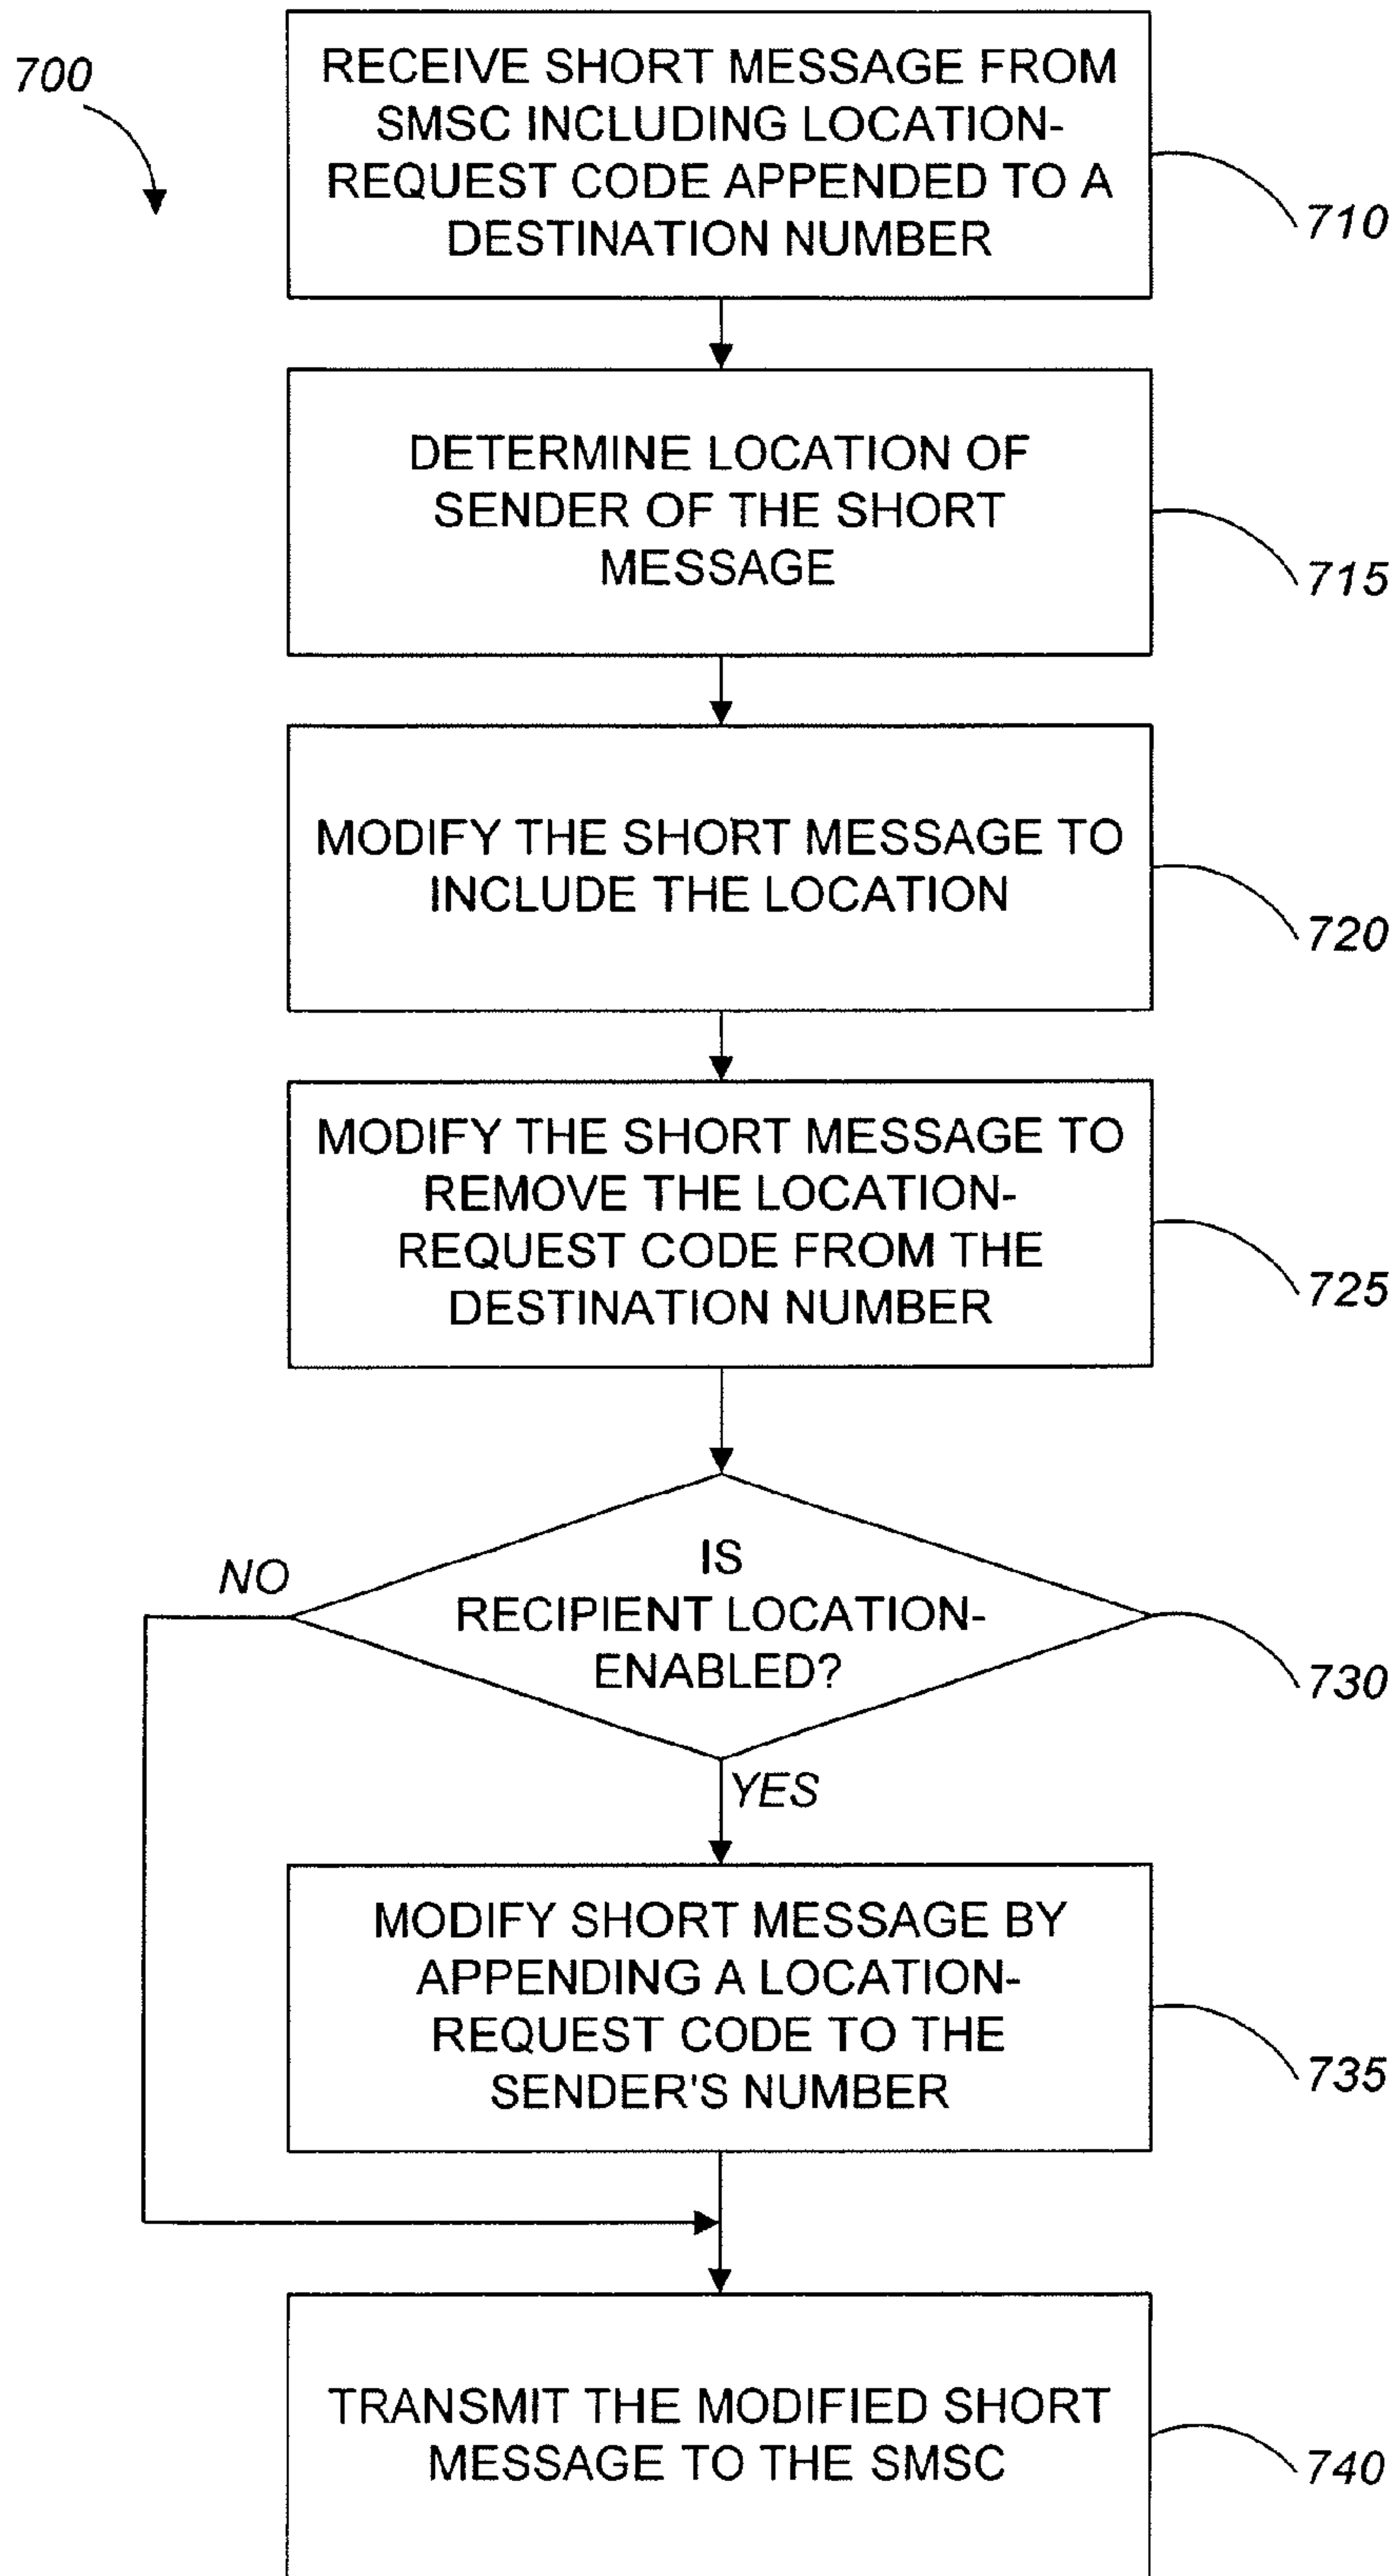 700
RECEIVE SHORT MESSAGE FROM
SMSC INCLUDING LOCATION-
REQUEST CODE APPENDED TO A
DESTINATION NUMBER
710
DETERMINE LOCATION OF
SENDER OF THE SHORT
MESSAGE
715
MODIFY THE SHORT MESSAGE TO
INCLUDE THE LOCATION
720
MODIFY THE SHORT MESSAGE TO
REMOVE THE LOCATION-
REQUEST CODE FROM THE
DESTINATION NUMBER
725
IS
RECIPIENT LOCATION-
ENABLED?
NO
730
YES
MODIFY SHORT MESSAGE BY
APPENDING A LOCATION-
REQUEST CODE TO THE
SENDER'S NUMBER
735
TRANSMIT THE MODIFIED SHORT
MESSAGE TO THE SMSC
740